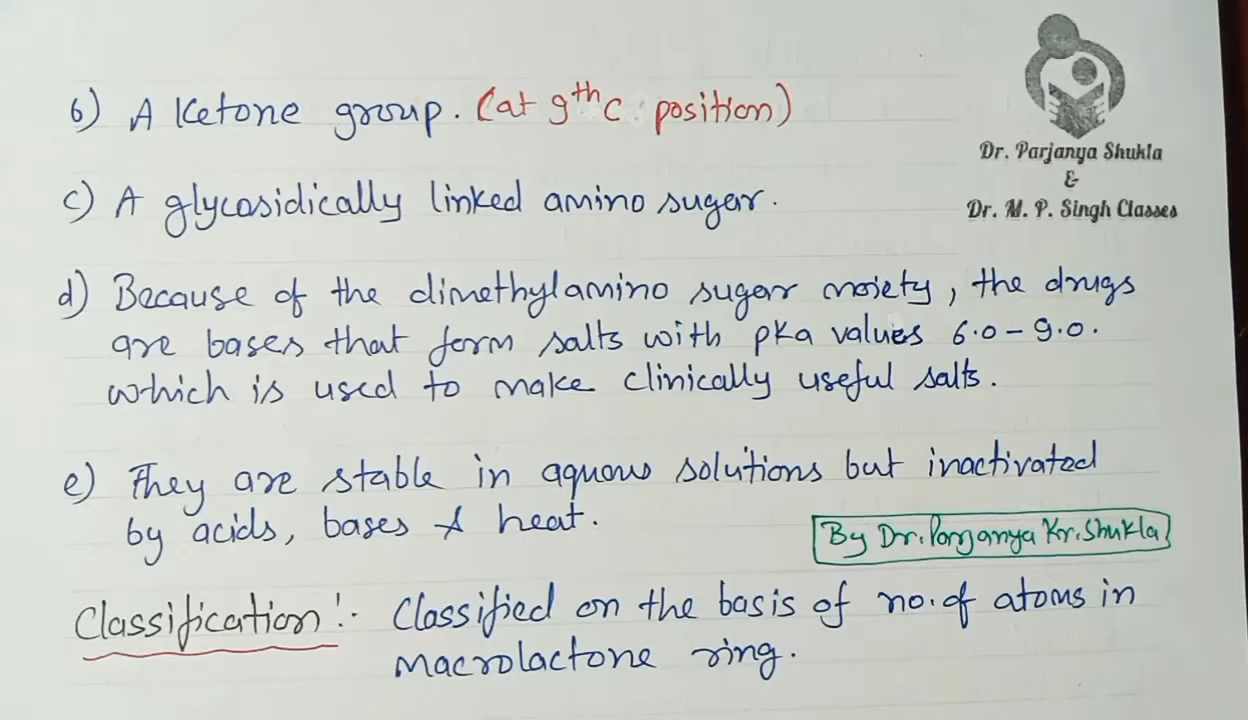 b) A Ketone group. (at 9th C position)
Dr. Parjanya Shukla
&
Dr. M. P. Singh Classes
c) A glycosidically linked amino sugar.
d) Because of the dimethylamino sugar moiety, the drugs
are bases that form salts with pka values 6.0 - 9.0.
which is used to make clinically useful salts.
e) They are stable in aquous solutions but inactivated
by acids, bases & heat.
By Dr. Parjanya Kr. Shukla
Classification :- Classified on the basis of no. of atoms in
macrolactone ring.